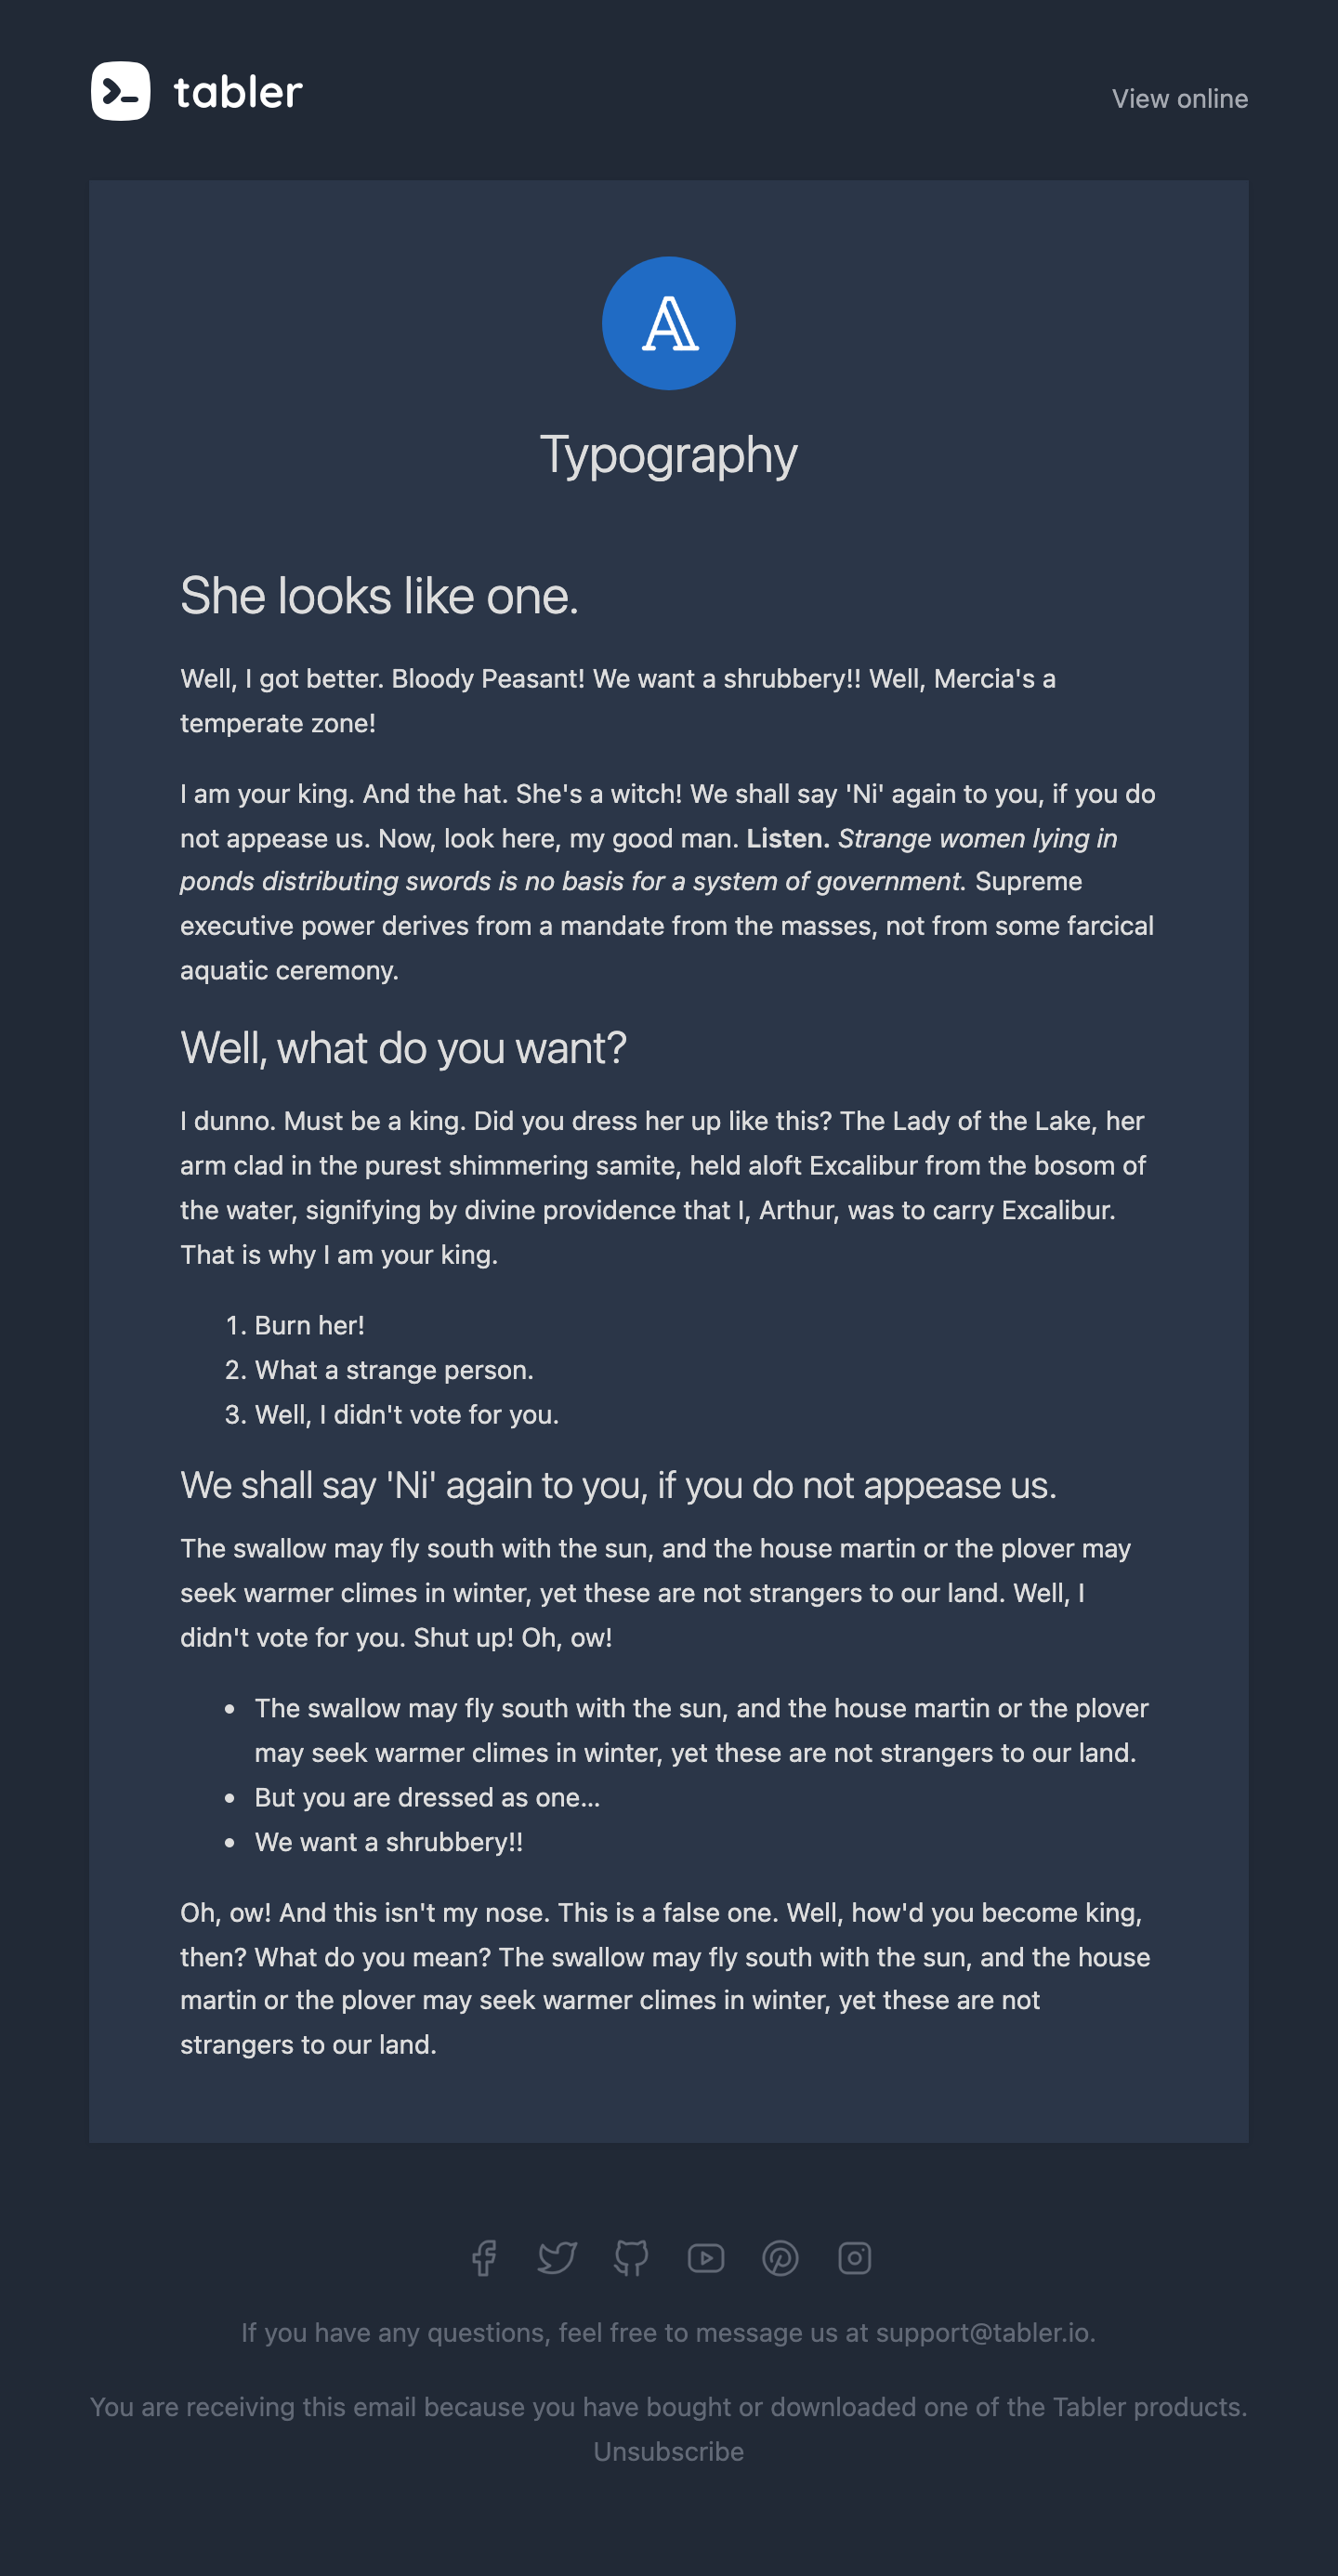 tabler
View online
Typography
She looks like one.
Well, I got better. Bloody Peasant! We want a shrubbery!! Well, Mercia's a
temperate zone!
I am your king. And the hat. She's a witch! We shall say 'Ni' again to you, if you do
not appease us. Now, look here, my good man. Listen. Strange women lying in
ponds distributing swords is no basis for a system of government. Supreme
executive power derives from a mandate from the masses, not from some farcical
aquatic ceremony.
Well, what do you want?
I dunno. Must be a king. Did you dress her up like this? The Lady of the Lake, her
arm clad in the purest shimmering samite, held aloft Excalibur from the bosom of
the water, signifying by divine providence that I, Arthur, was to carry Excalibur.
That is why I am your king.
1. Burn her!
2. What a strange person.
3. Well, I didn't vote for you.
We shall say 'Ni' again to you, if you do not appease us.
The swallow may fly south with the sun, and the house martin or the plover may
seek warmer climes in winter, yet these are not strangers to our land. Well, I
didn't vote for you. Shut up! Oh, ow!
• The swallow may fly south with the sun, and the house martin or the plover
may seek warmer climes in winter, yet these are not strangers to our land.
• But you are dressed as one...
• We want a shrubbery!!
Oh, ow! And this isn't my nose. This is a false one. Well, how'd you become king,
then? What do you mean? The swallow may fly south with the sun, and the house
martin or the plover may seek warmer climes in winter, yet these are not
strangers to our land.
If you have any questions, feel free to message us at support@tabler.io.
You are receiving this email because you have bought or downloaded one of the Tabler products.
Unsubscribe